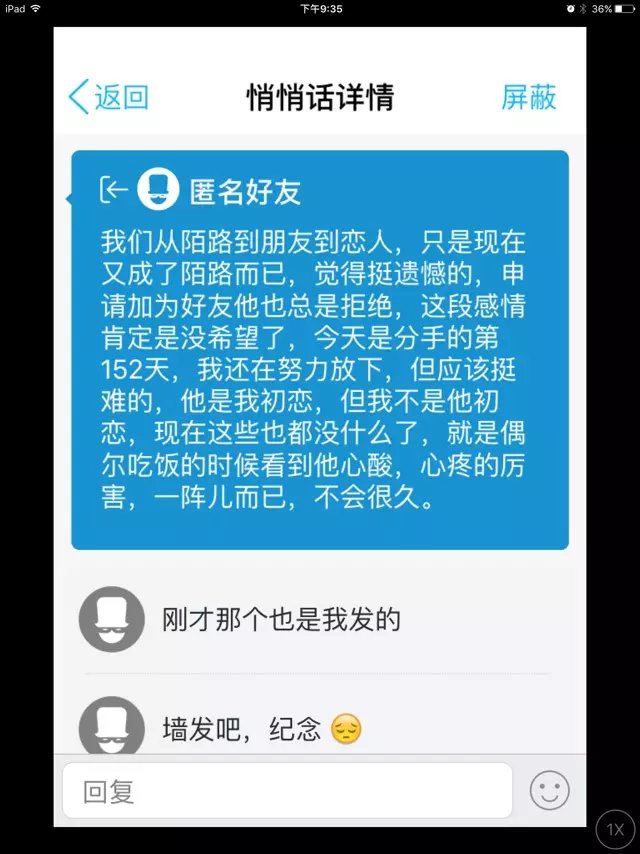 iPad
下午9:35
36%
返回
悄悄话详情
屏蔽
匿名好友
我们从陌路到朋友到恋人，只是现在
又成了陌路而已，觉得挺遗憾的，申
请加为好友他也总是拒绝，这段感情
肯定是没希望了，今天是分手的第
152天，我还在努力放下，但应该挺
难的，他是我初恋，但我不是他初
恋，现在这些也都没什么了，就是偶
尔吃饭的时候看到他心酸，心疼的厉
害，一阵儿而已，不会很久。
刚才那个也是我发的
墙发吧，纪念 😔
回复
1X